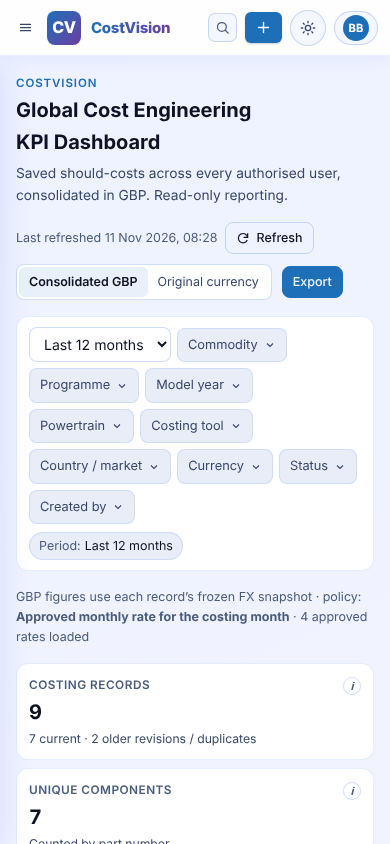 CV CostVision BB
COSTVISION
Global Cost Engineering
KPI Dashboard
Saved should-costs across every authorised user,
consolidated in GBP. Read-only reporting.
Last refreshed 11 Nov 2026, 08:28 Refresh
Consolidated GBP Original currency Export
Last 12 months Commodity
Programme Model year
Powertrain Costing tool
Country / market Currency Status
Created by
Period: Last 12 months
GBP figures use each record’s frozen FX snapshot · policy:
Approved monthly rate for the costing month · 4 approved
rates loaded
COSTING RECORDS i
9
7 current · 2 older revisions / duplicates
UNIQUE COMPONENTS i
7
Counted by part number